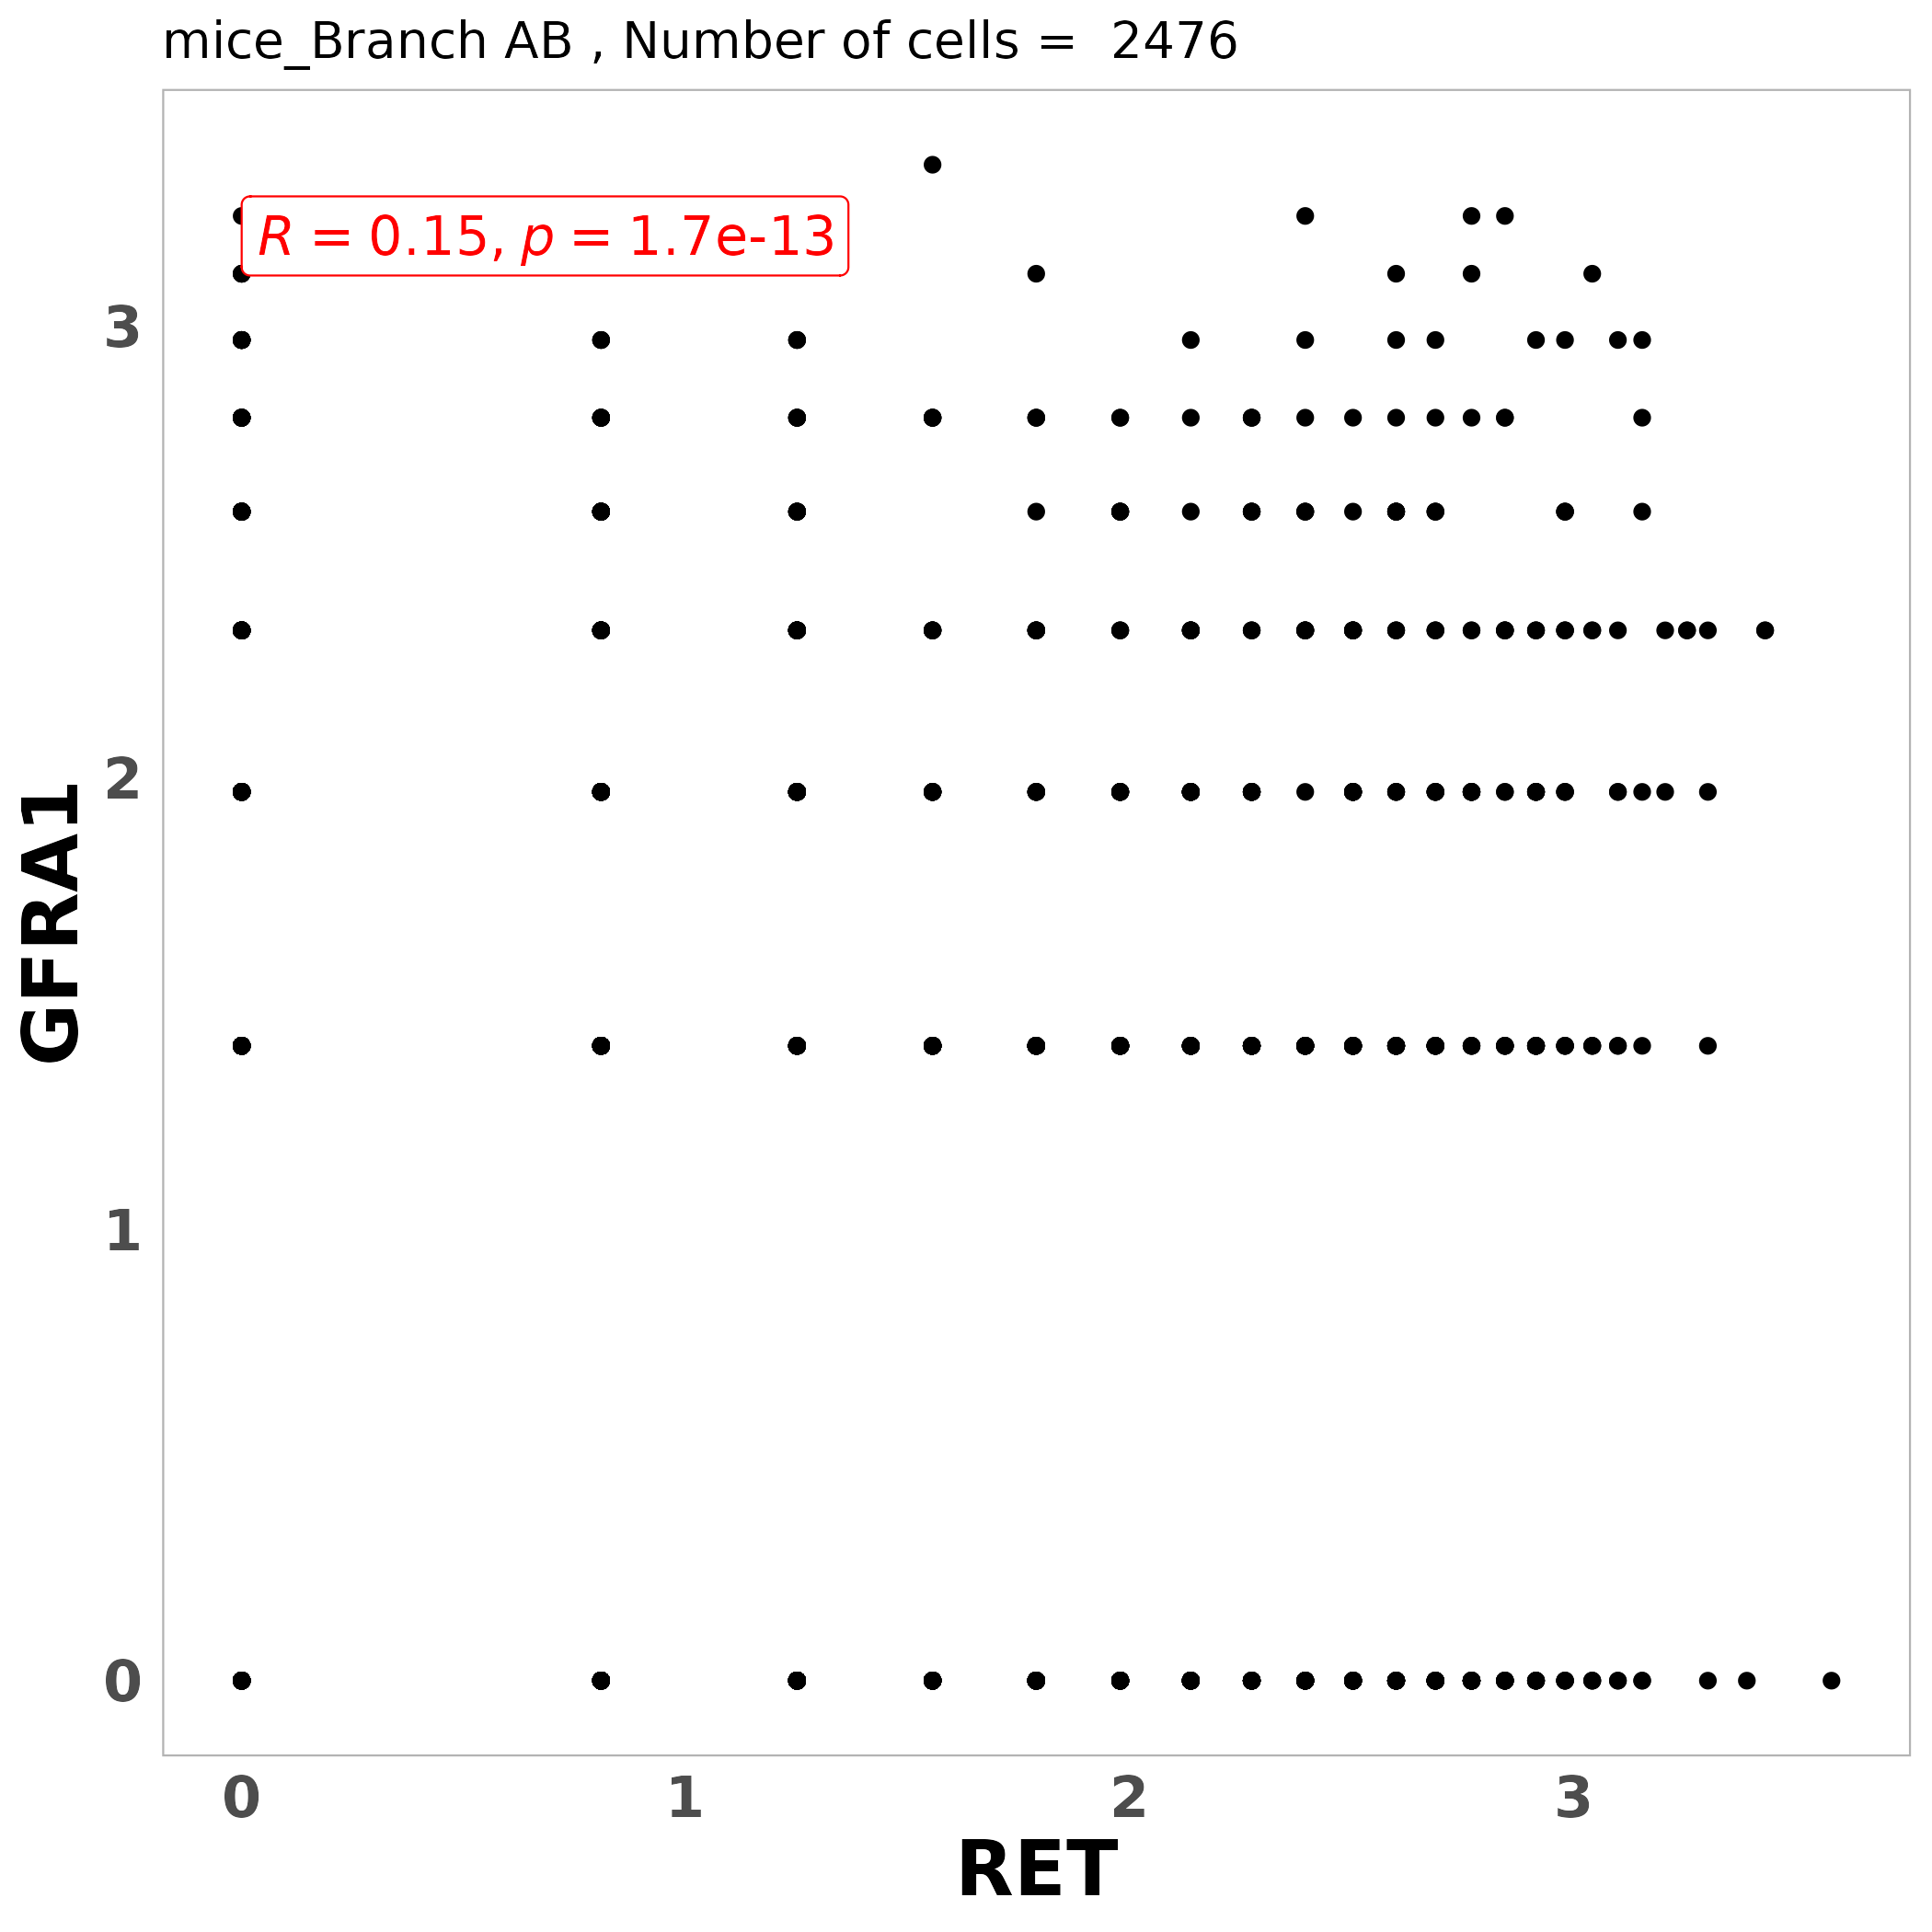 mice_Branch AB , Number of cells =  2476
R = 0.15, p = 1.7e-13
3
2
1
0
GFRA1
0 1 2 3
RET